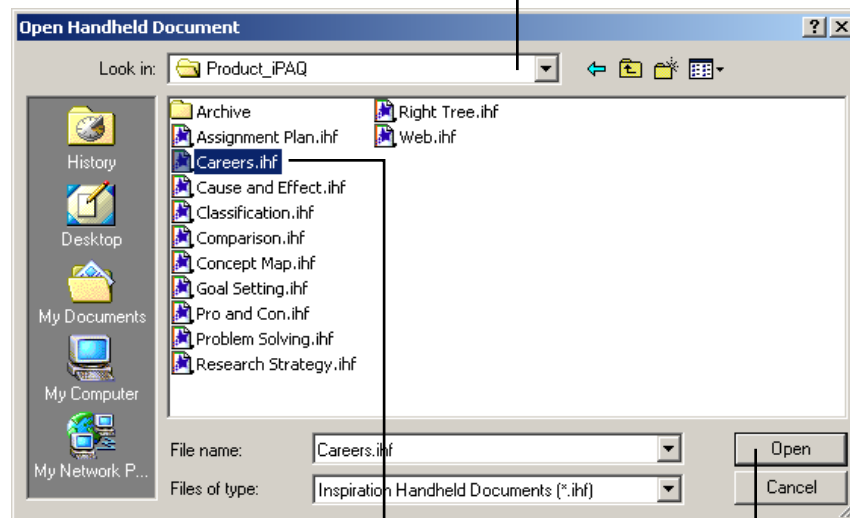 Open Handheld Document
Look in: Product_iPAQ
History
Desktop
My Documents
My Computer
My Network P...
Archive
Assignment Plan.ihf
Careers.ihf
Cause and Effect.ihf
Classification.ihf
Comparison.ihf
Concept Map.ihf
Goal Setting.ihf
Pro and Con.ihf
Problem Solving.ihf
Research Strategy.ihf
Right Tree.ihf
Web.ihf
File name: Careers.ihf Open
Files of type: Inspiration Handheld Documents (*.ihf) Cancel